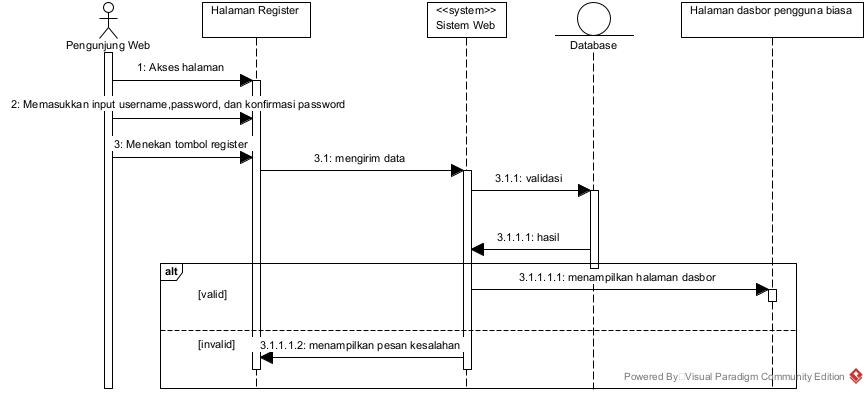 Pengunjung Web
Halaman Register
<<system>>
Sistem Web
Database
Halaman dasbor pengguna biasa
1: Akses halaman
2: Memasukkan input username,password, dan konfirmasi password
3: Menekan tombol register
3.1: mengirim data
3.1.1: validasi
3.1.1.1: hasil
alt
3.1.1.1.1: menampilkan halaman dasbor
[valid]
[invalid]
3.1.1.1.2: menampilkan pesan kesalahan
Powered By Visual Paradigm Community Edition